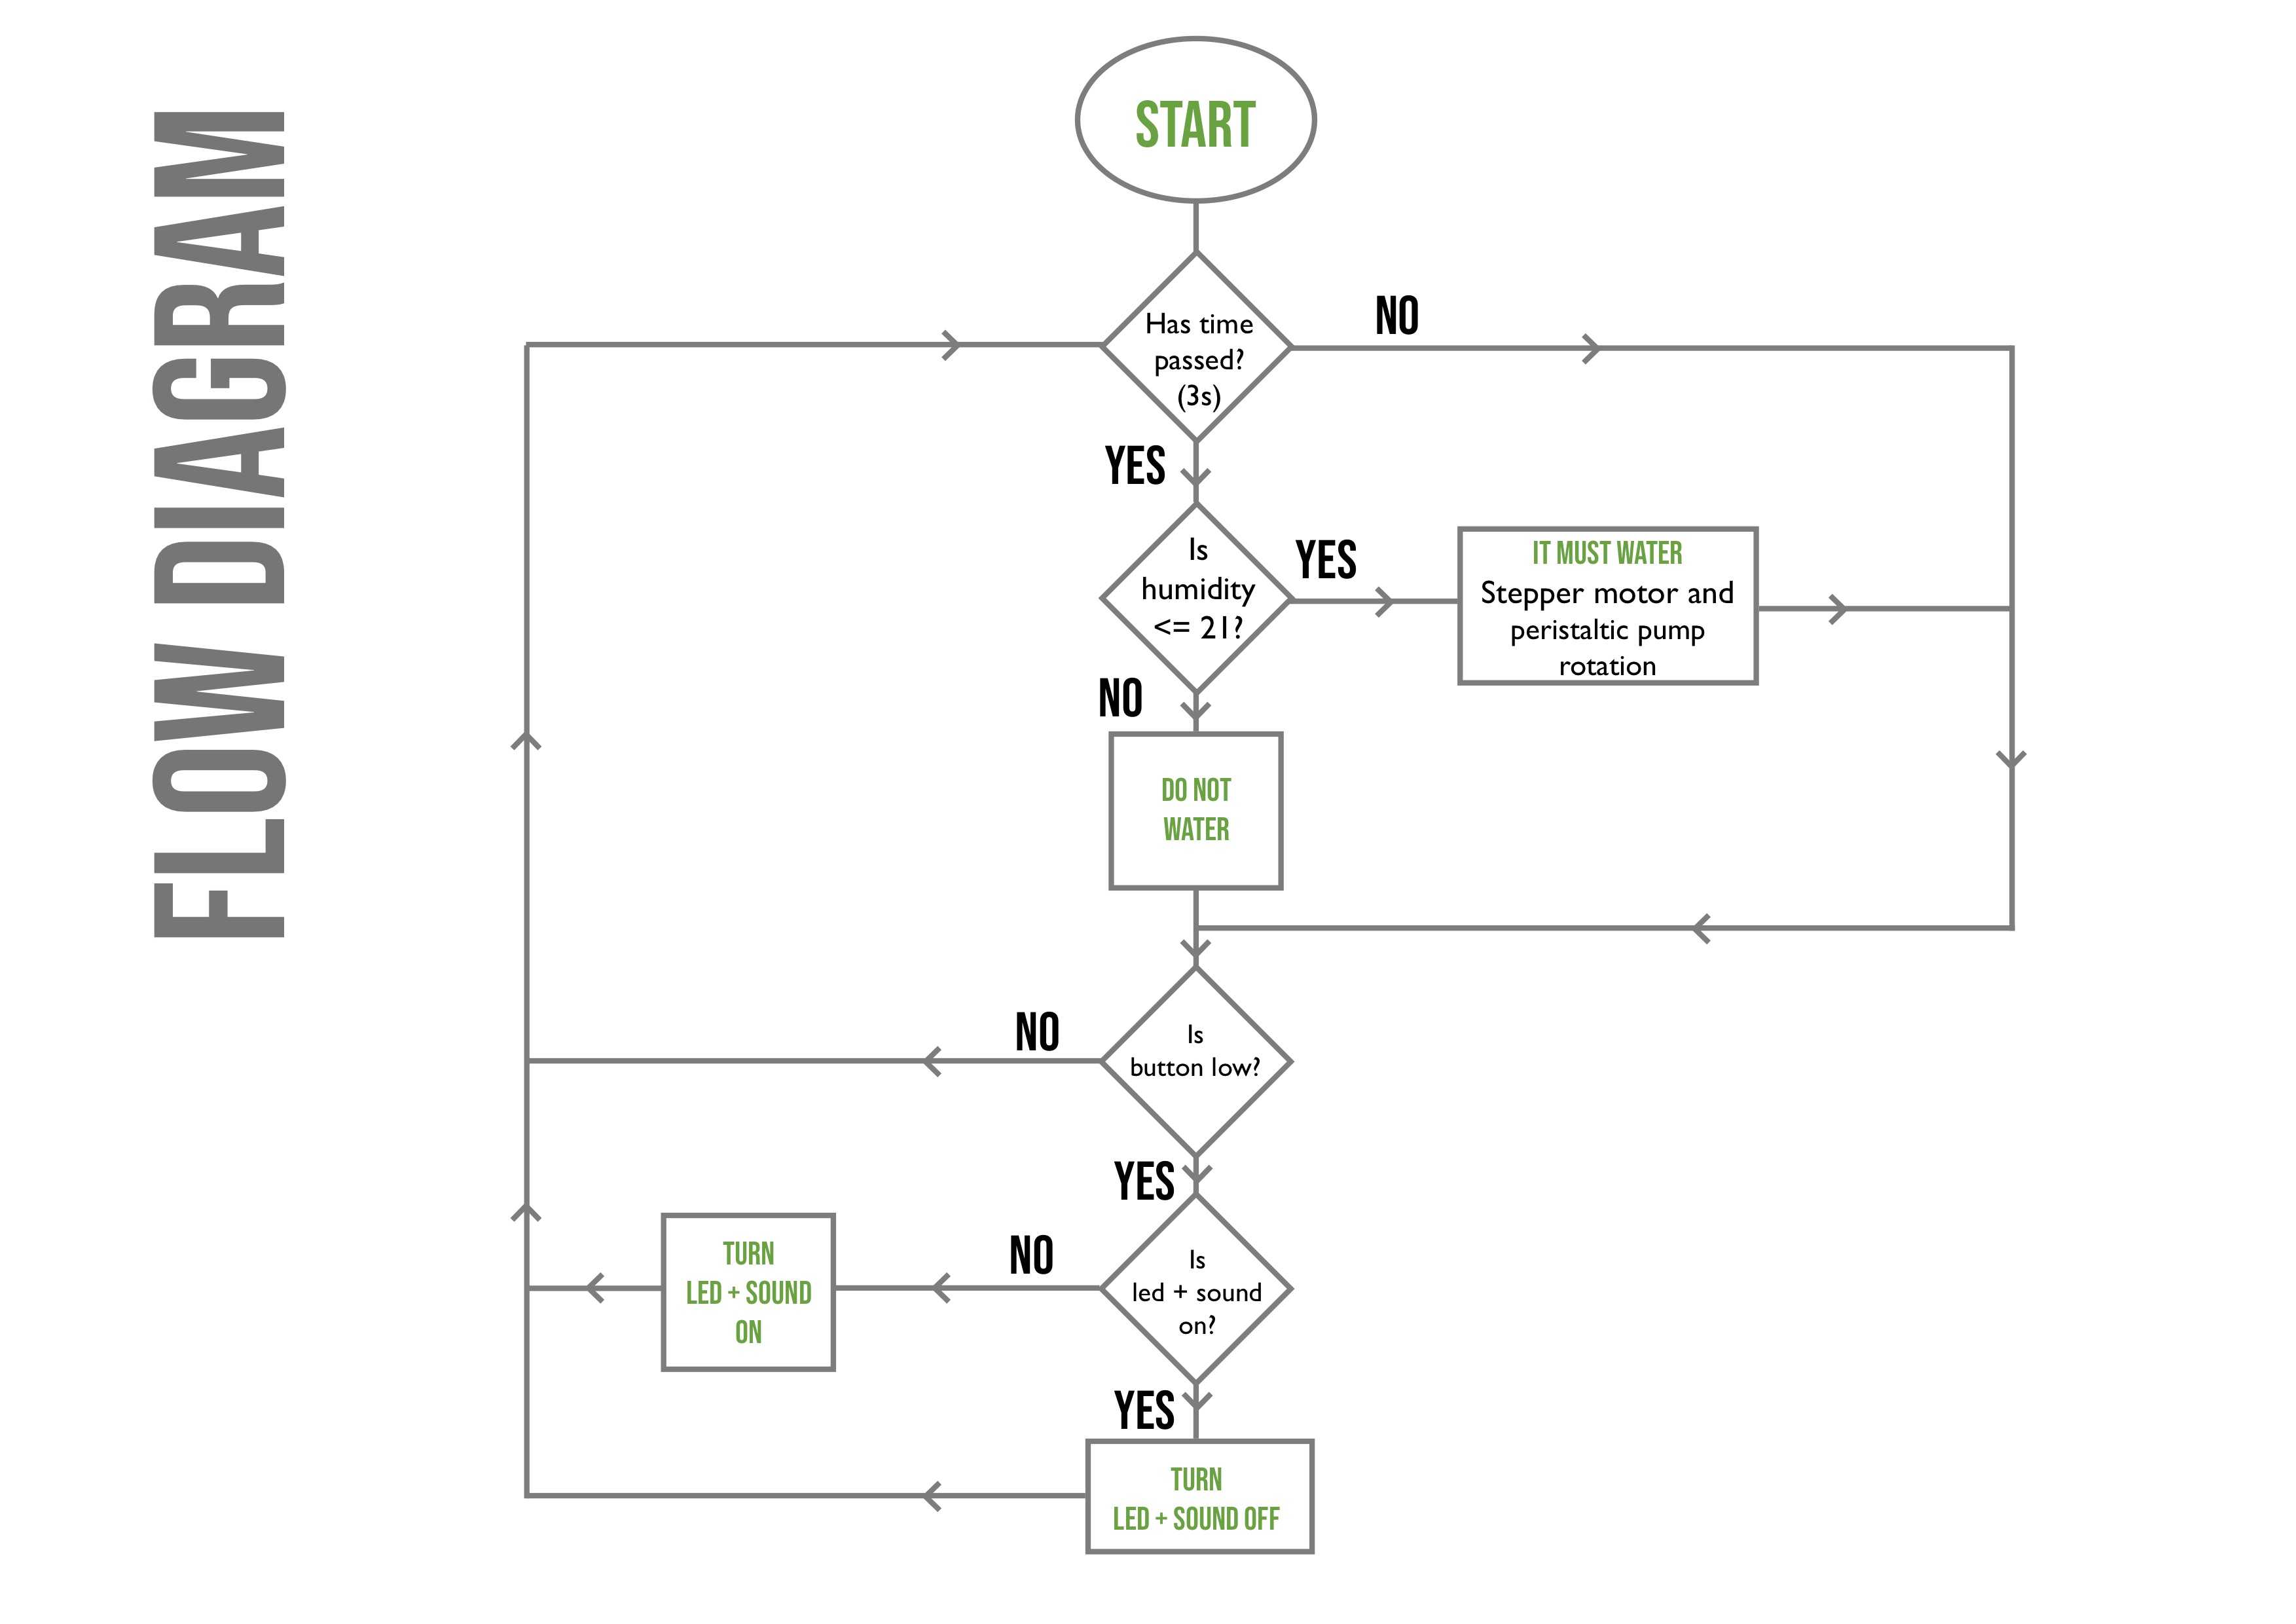 FLOW DIAGRAM
START
Has time
passed?
(3s)
NO
YES
Is
humidity
<= 21?
YES
IT MUST WATER
Stepper motor and
peristaltic pump
rotation
NO
DO NOT
WATER
Is
button low?
NO
YES
Is
led + sound
on?
NO
TURN
LED + SOUND
ON
YES
TURN
LED + SOUND OFF